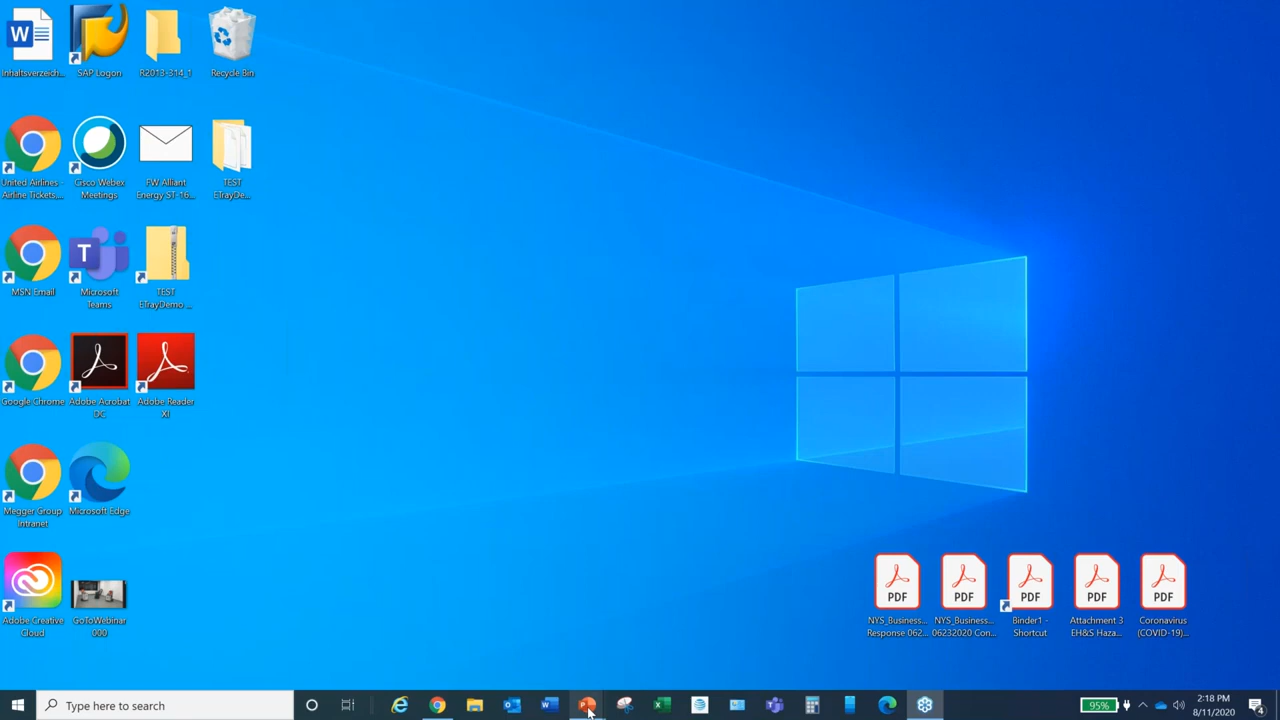 W
Inhaltsverzeich...
SAP Logon
R2013-314_1
Recycle Bin
United Airlines -
Airline Tickets,...
Cisco Webex
Meetings
FW Alliant
Energy ST-16...
TEST
ETrayDe...
MSN Email
T
Microsoft
Teams
TEST
ETrayDemo ...
Google Chrome
Adobe Acrobat
DC
Adobe Reader
XI
Megger Group
Intranet
Microsoft Edge
Adobe Creative
Cloud
GoToWebinar
000
PDF
NYS_Business...
Response 062...
PDF
NYS_Business...
06232020 Con...
PDF
Binder1 -
Shortcut
PDF
Attachment 3
EH&S Haza...
PDF
Coronavirus
(COVID-19)...
Type here to search
95%
2:18 PM
8/11/2020
4